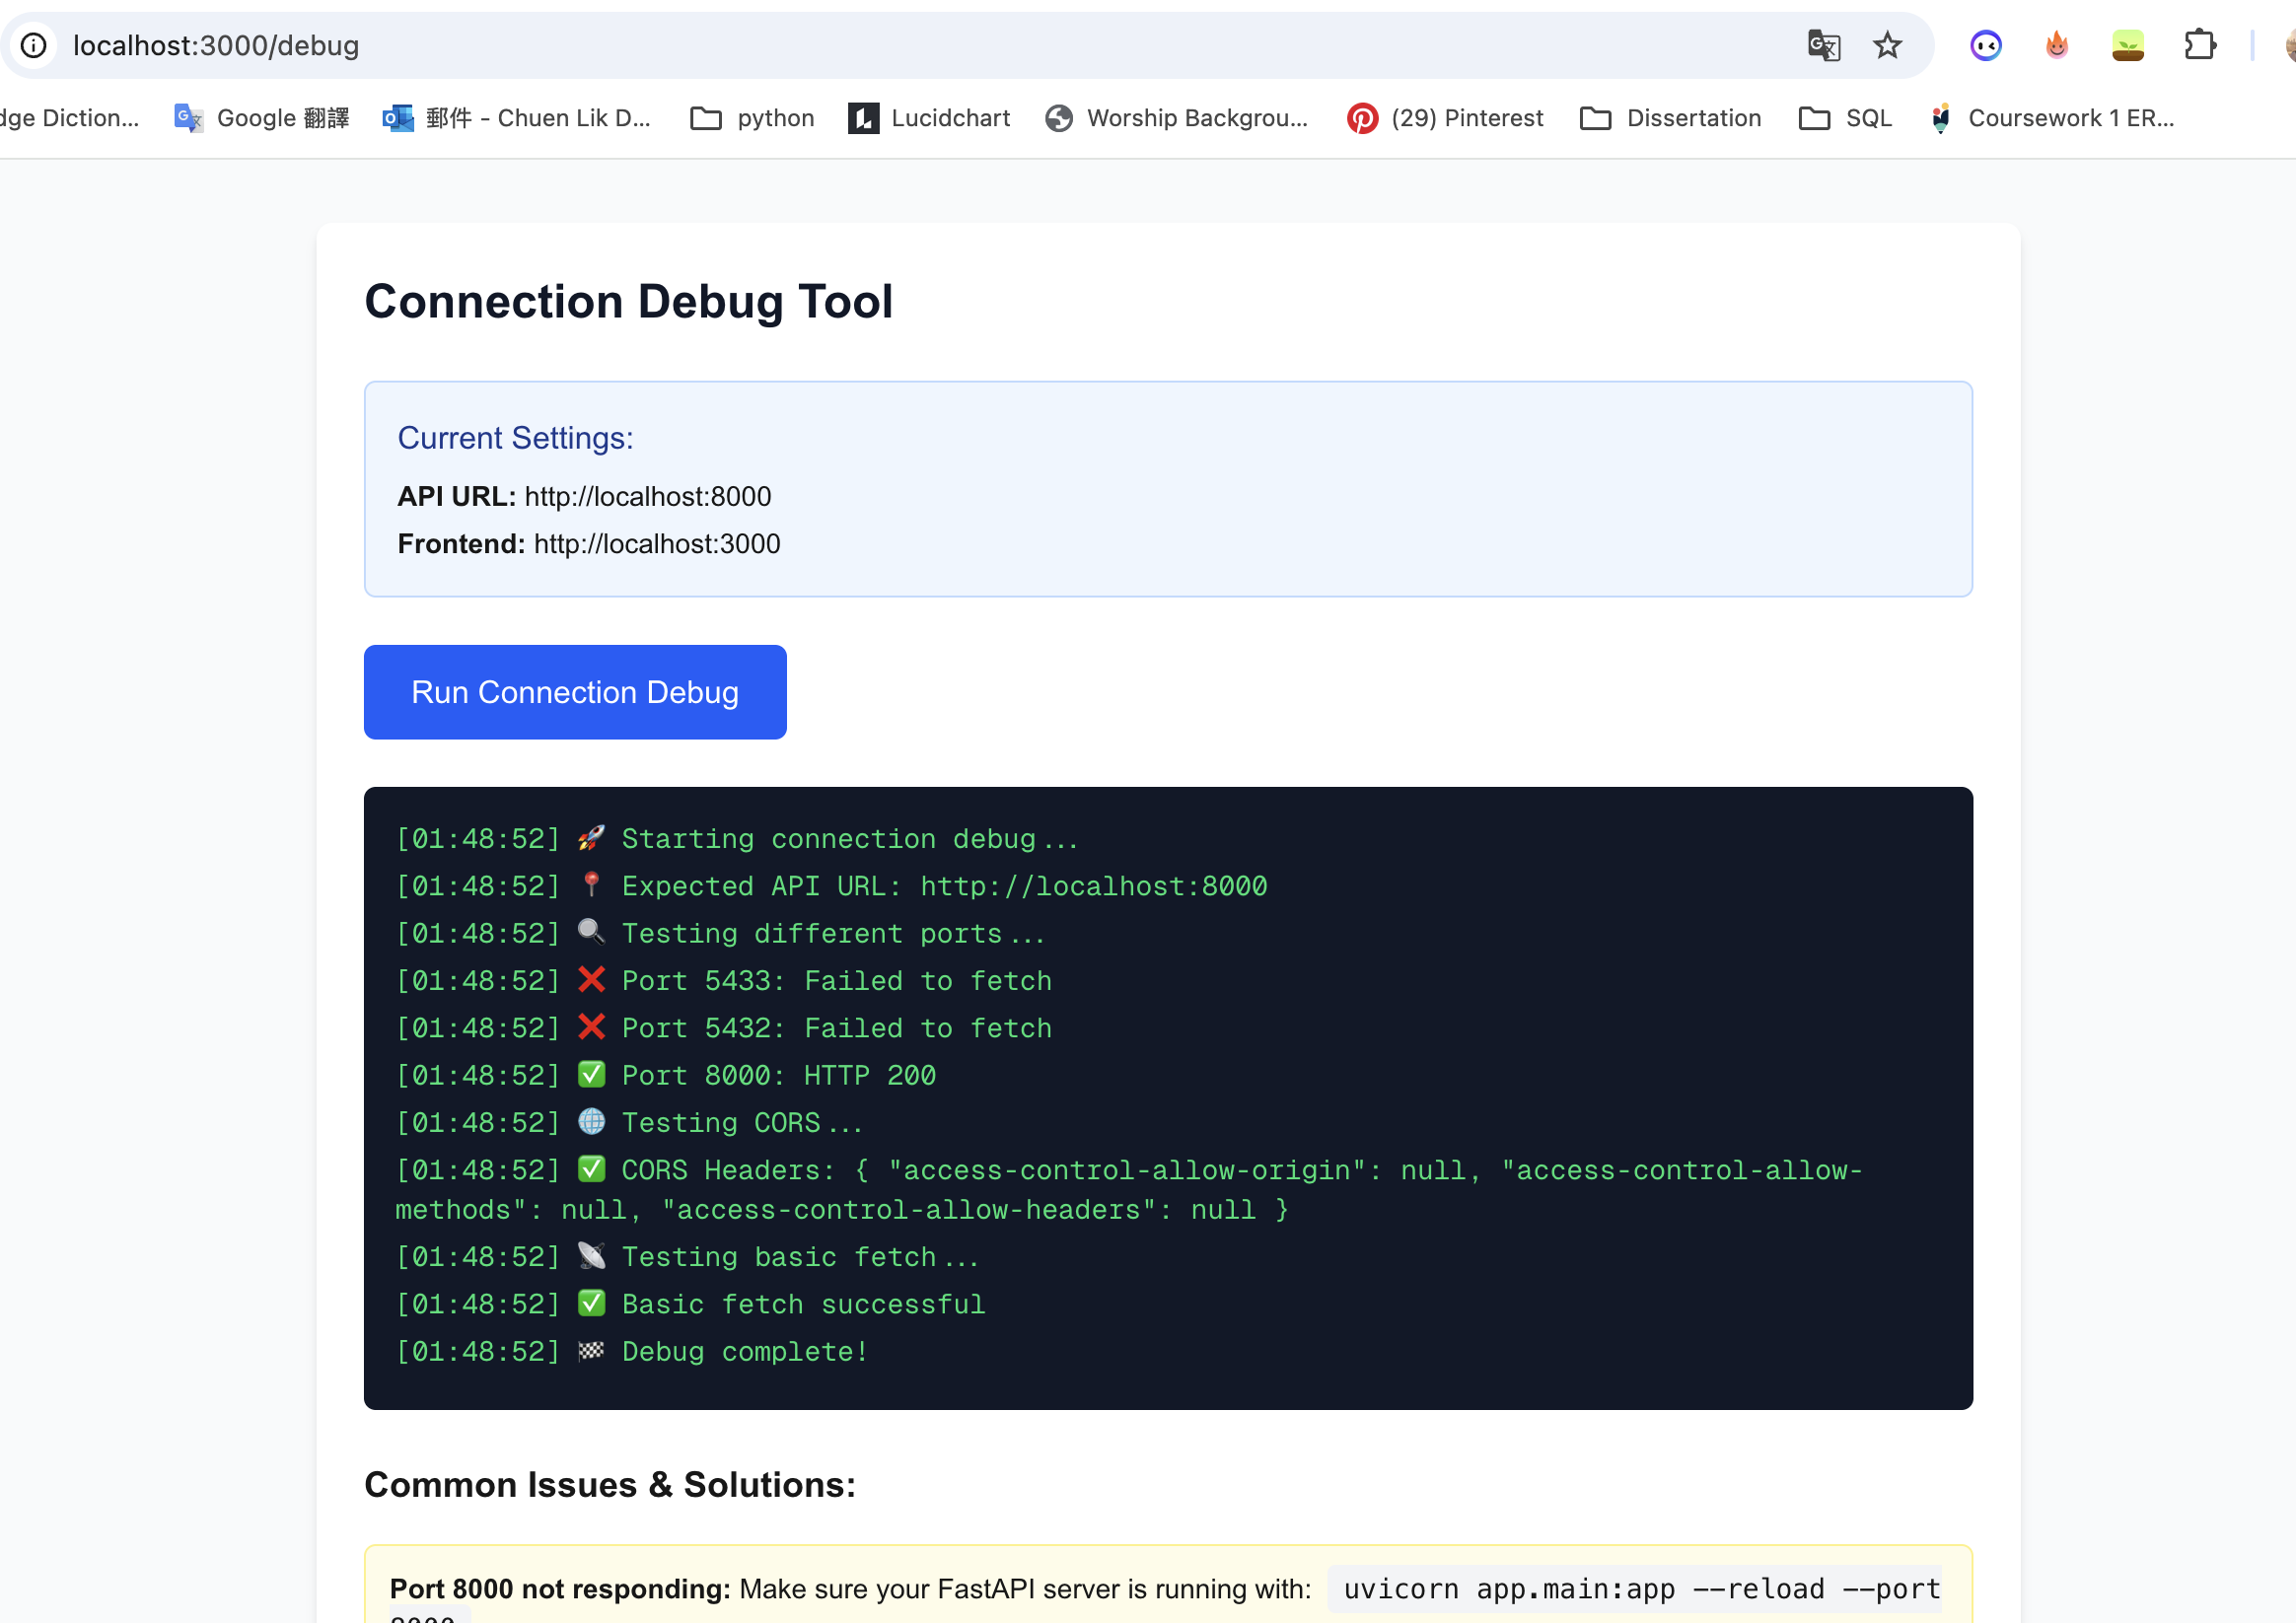 localhost:3000/debug
dge Diction...
Google 翻譯
郵件 - Chuen Lik D...
python
Lucidchart
Worship Backgrou...
(29) Pinterest
Dissertation
SQL
Coursework 1 ER...
Connection Debug Tool
Current Settings:
API URL: http://localhost:8000
Frontend: http://localhost:3000
Run Connection Debug
[01:48:52] 🚀 Starting connection debug...
[01:48:52] 📍 Expected API URL: http://localhost:8000
[01:48:52] 🔍 Testing different ports...
[01:48:52] ❌ Port 5433: Failed to fetch
[01:48:52] ❌ Port 5432: Failed to fetch
[01:48:52] ✅ Port 8000: HTTP 200
[01:48:52] 🌐 Testing CORS...
[01:48:52] ✅ CORS Headers: { "access-control-allow-origin": null, "access-control-allow-
methods": null, "access-control-allow-headers": null }
[01:48:52] 📡 Testing basic fetch...
[01:48:52] ✅ Basic fetch successful
[01:48:52] 🏁 Debug complete!
Common Issues & Solutions:
Port 8000 not responding: Make sure your FastAPI server is running with: uvicorn app.main:app --reload --port
8000